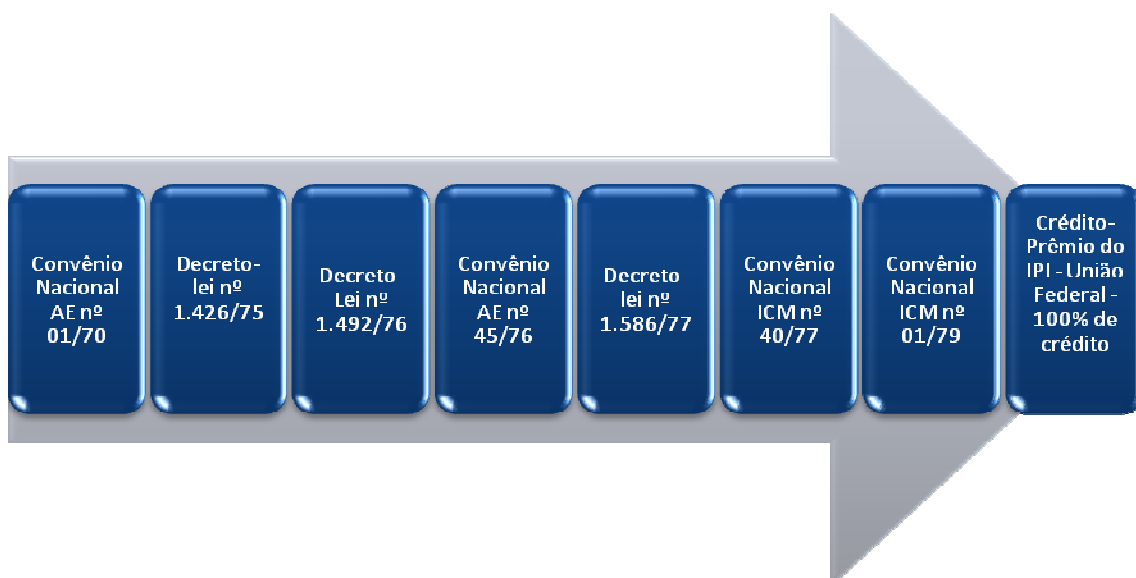 Convênio
Nacional
AE nº
01/70
Decreto-
lei nº
1.426/75
Decreto
Lei nº
1.492/76
Convênio
Nacional
AE nº
45/76
Decreto
lei nº
1.586/77
Convênio
Nacional
ICM nº
40/77
Convênio
Nacional
ICM nº
01/79
Crédito-
Prêmio do
IPI - União
Federal -
100% de
crédito